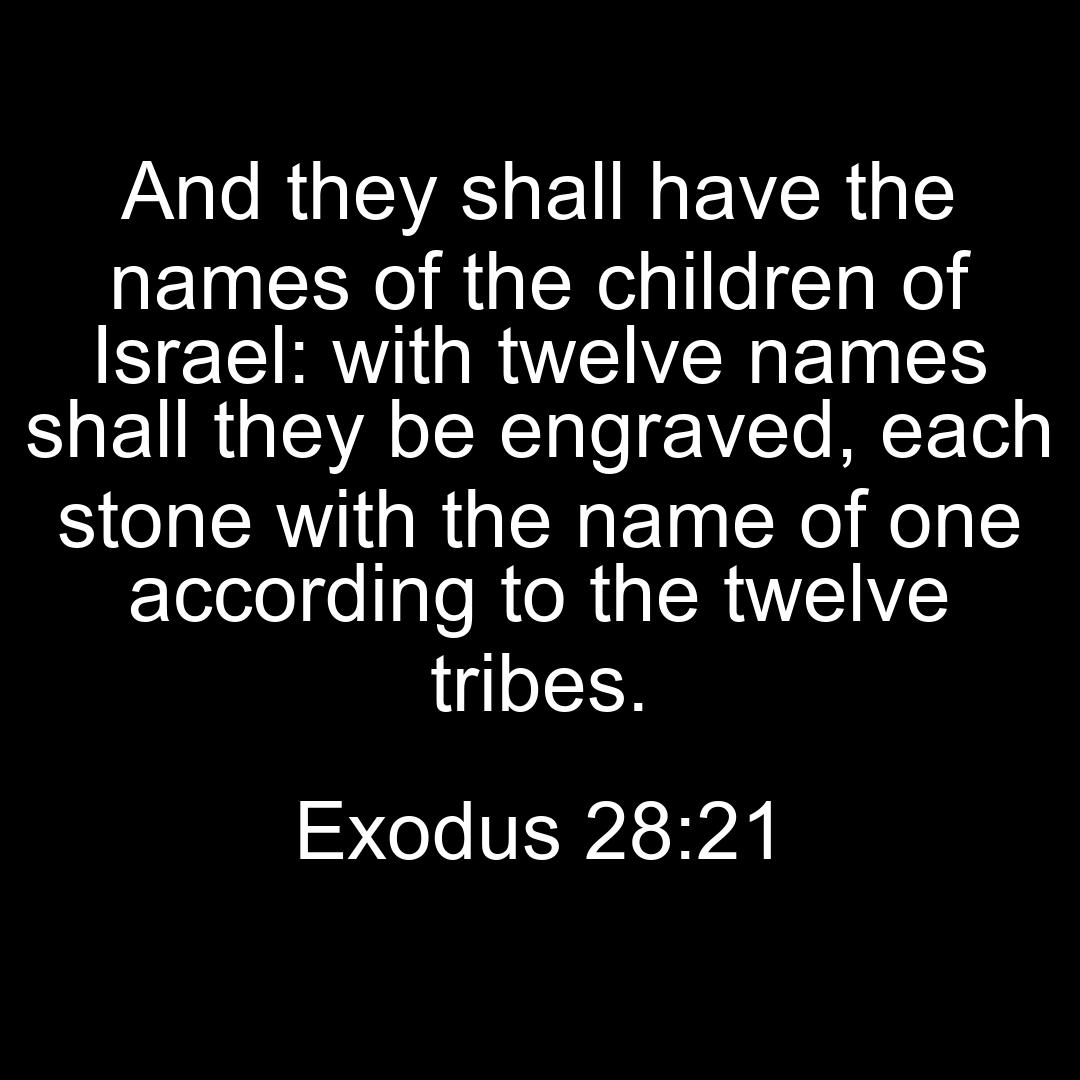 And they shall have the
names of the children of
Israel: with twelve names
shall they be engraved, each
stone with the name of one
according to the twelve
tribes.
Exodus 28:21